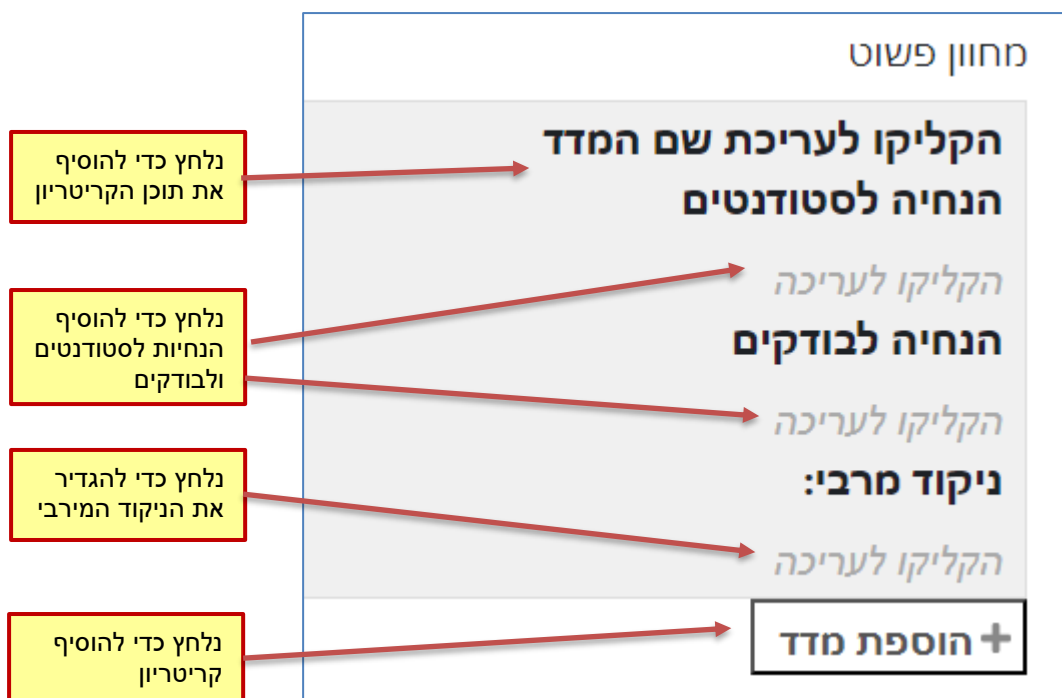 מחוון פשוט
הקליקו לעריכת שם המדד
הנחיה לסטודנטים
הקליקו לעריכה
הנחיה לבודקים
הקליקו לעריכה
ניקוד מרבי:
הקליקו לעריכה
+ הוספת מדד
נלחץ כדי להוסיף
את תוכן הקריטריון
נלחץ כדי להוסיף
הנחיות לסטודנטים
ולבודקים
נלחץ כדי להגדיר
את הניקוד המירבי
נלחץ כדי להוסיף
קריטריון